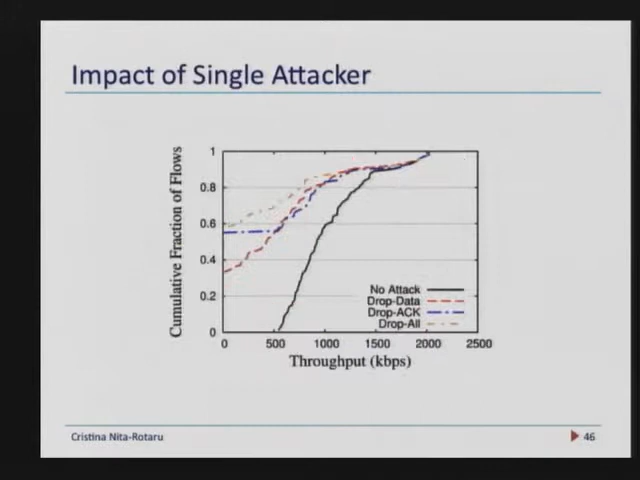 Impact of Single Attacker
Cumulative Fraction of Flows
1
0.8
0.6
0.4
0.2
0
No Attack
Drop-Data
Drop-ACK
Drop-All
0 500 1000 1500 2000 2500
Throughput (kbps)
Cristina Nita-Rotaru
46